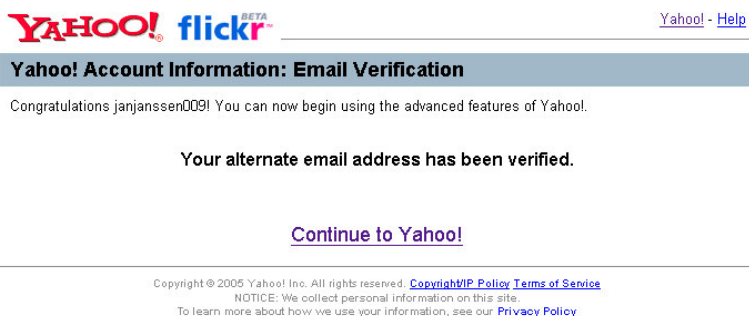 YAHOO! flickr BETA Yahoo! - Help
Yahoo! Account Information: Email Verification
Congratulations janjanssen009! You can now begin using the advanced features of Yahoo!.
Your alternate email address has been verified.
Continue to Yahoo!
Copyright © 2005 Yahoo! Inc. All rights reserved. Copyright/IP Policy Terms of Service
NOTICE: We collect personal information on this site.
To learn more about how we use your information, see our Privacy Policy